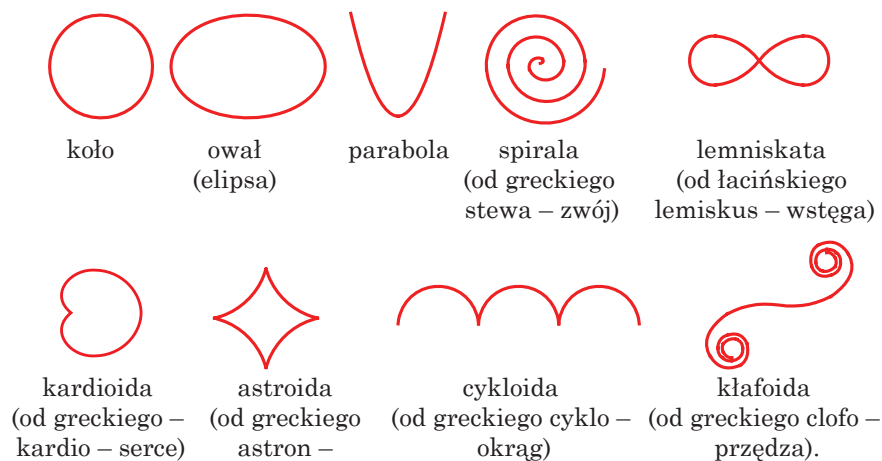 koło
ował
(elipsa)
parabola
spirala
(od greckiego
stewa – zwój)
lemniskata
(od łacińskiego
lemiskus – wstęga)
kardioida
(od greckiego –
kardio – serce)
astroida
(od greckiego
astron –
cykloida
(od greckiego cyklo –
okrąg)
kłafoida
(od greckiego clofo –
przędza).